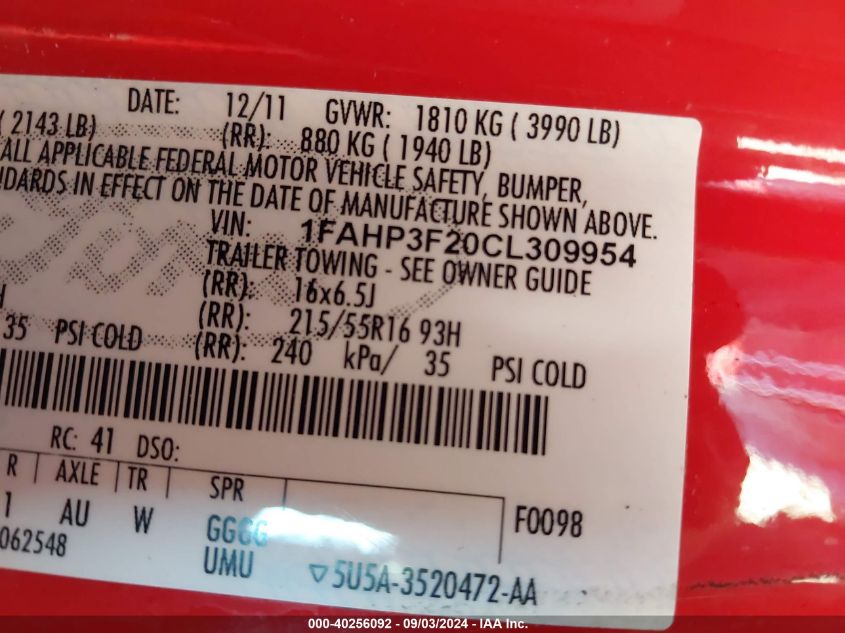 DATE: 12/11 GVWR: 1810 KG ( 3990 LB)
( 2143 LB) (RR): 880 KG ( 1940 LB)
ALL APPLICABLE FEDERAL MOTOR VEHICLE SAFETY, BUMPER,
IN EFFECT ON THE DATE OF MANUFACTURE SHOWN ABOVE.
VIN: 1FAHP3F20CL309954
TRAILER TOWING - SEE OWNER GUIDE
(RR): 16x6.5J
(RR): 215/55R16 93H
35 PSI COLD (RR): 240 kPa/ 35 PSI COLD
RC: 41 DSO:
R AXLE TR SPR
1 AU W GGGG F0098
062548 UMU 5U5A-3520472-AA
000-40256092 - 09/03/2024 - IAA Inc.